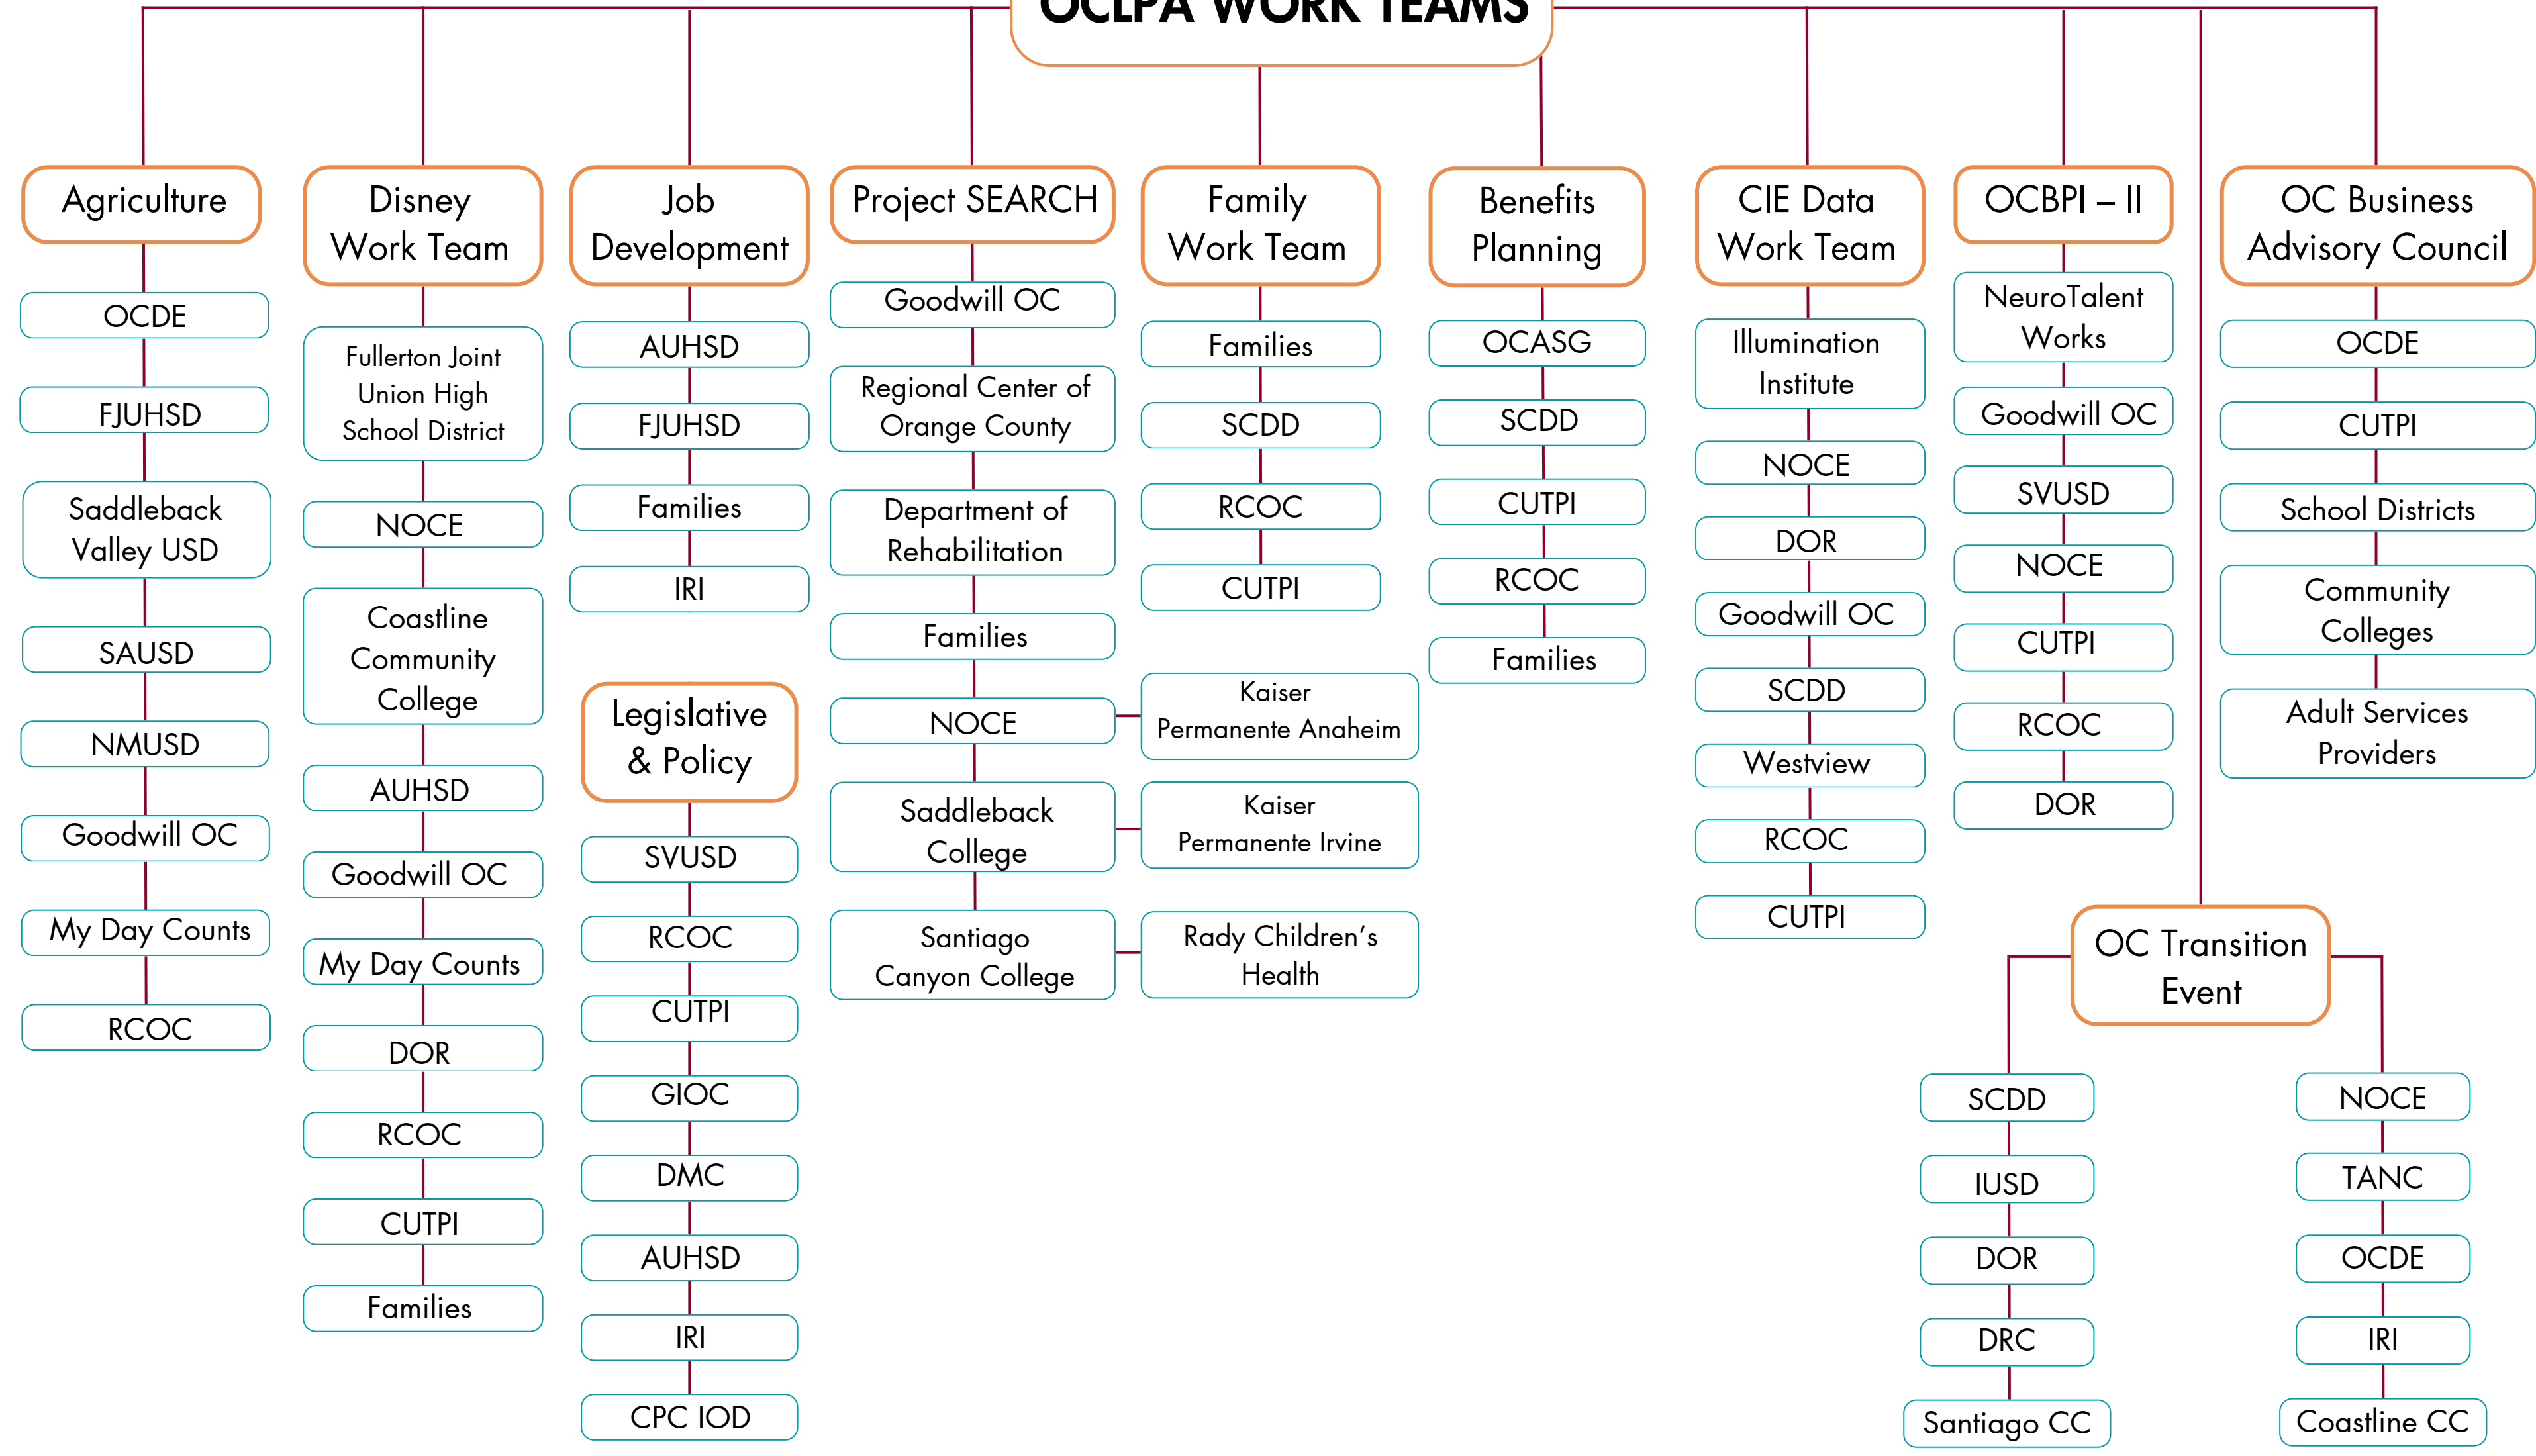 OCLPA WORK TEAMS
Agriculture
OCDE
FJUHSD
Saddleback
Valley USD
SAUSD
NMUSD
Goodwill OC
My Day Counts
RCOC
Disney
Work Team
Fullerton Joint
Union High
School District
NOCE
Coastline
Community
College
AUHSD
Goodwill OC
My Day Counts
DOR
RCOC
CUTPI
Families
Job
Development
AUHSD
FJUHSD
Families
IRI
Legislative
& Policy
SVUSD
RCOC
CUTPI
GIOC
DMC
AUHSD
IRI
CPC IOD
Project SEARCH
Goodwill OC
Regional Center of
Orange County
Department of
Rehabilitation
Families
NOCE
Kaiser
Permanente Anaheim
Saddleback
College
Kaiser
Permanente Irvine
Santiago
Canyon College
Rady Children’s
Health
Family
Work Team
Families
SCDD
RCOC
CUTPI
Benefits
Planning
OCASG
SCDD
CUTPI
RCOC
Families
CIE Data
Work Team
Illumination
Institute
NOCE
DOR
Goodwill OC
SCDD
Westview
RCOC
CUTPI
OCBPI – II
NeuroTalent
Works
Goodwill OC
SVUSD
NOCE
CUTPI
RCOC
DOR
OC Business
Advisory Council
OCDE
CUTPI
School Districts
Community
Colleges
Adult Services
Providers
OC Transition
Event
SCDD
IUSD
DOR
DRC
Santiago CC
NOCE
TANC
OCDE
IRI
Coastline CC